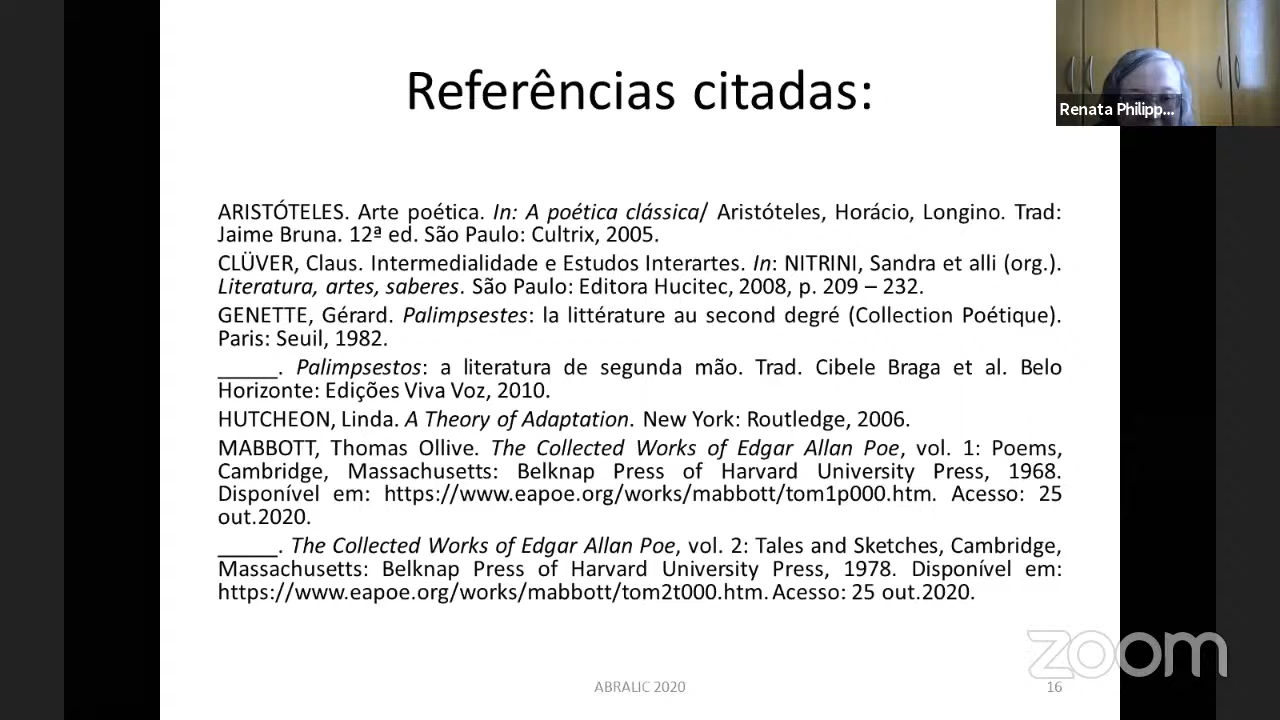 Referências citadas:
Renata Philipp...
ARISTÓTELES. Arte poética. In: A poética clássica/ Aristóteles, Horácio, Longino. Trad:
Jaime Bruna. 12ª ed. São Paulo: Cultrix, 2005.
CLÜVER, Claus. Intermedialidade e Estudos Interartes. In: NITRINI, Sandra et alli (org.).
Literatura, artes, saberes. São Paulo: Editora Hucitec, 2008, p. 209 – 232.
GENETTE, Gérard. Palimpsestes: la littérature au second degré (Collection Poétique).
Paris: Seuil, 1982.
_____. Palimpsestos: a literatura de segunda mão. Trad. Cibele Braga et al. Belo
Horizonte: Edições Viva Voz, 2010.
HUTCHEON, Linda. A Theory of Adaptation. New York: Routledge, 2006.
MABBOTT, Thomas Ollive. The Collected Works of Edgar Allan Poe, vol. 1: Poems,
Cambridge, Massachusetts: Belknap Press of Harvard University Press, 1968.
Disponível em: https://www.eapoe.org/works/mabbott/tom1p000.htm. Acesso: 25
out.2020.
_____. The Collected Works of Edgar Allan Poe, vol. 2: Tales and Sketches, Cambridge,
Massachusetts: Belknap Press of Harvard University Press, 1978. Disponível em:
https://www.eapoe.org/works/mabbott/tom2t000.htm. Acesso: 25 out.2020.
zoom
ABRALIC 2020
16